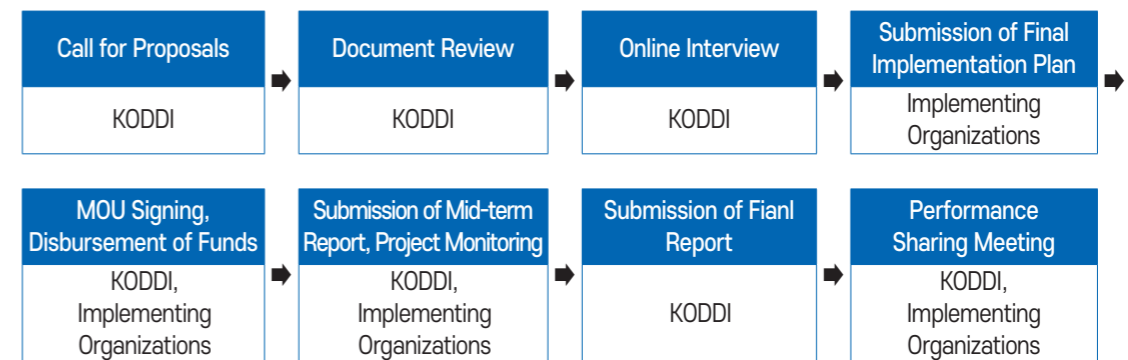 Call for Proposals
KODDI
Document Review
KODDI
Online Interview
KODDI
Submission of Final
Implementation Plan
Implementing
Organizations
MOU Signing,
Disbursement of Funds
KODDI,
Implementing
Organizations
Submission of Mid-term
Report, Project Monitoring
KODDI,
Implementing
Organizations
Submission of Fianl
Report
KODDI
Performance
Sharing Meeting
KODDI,
Implementing
Organizations